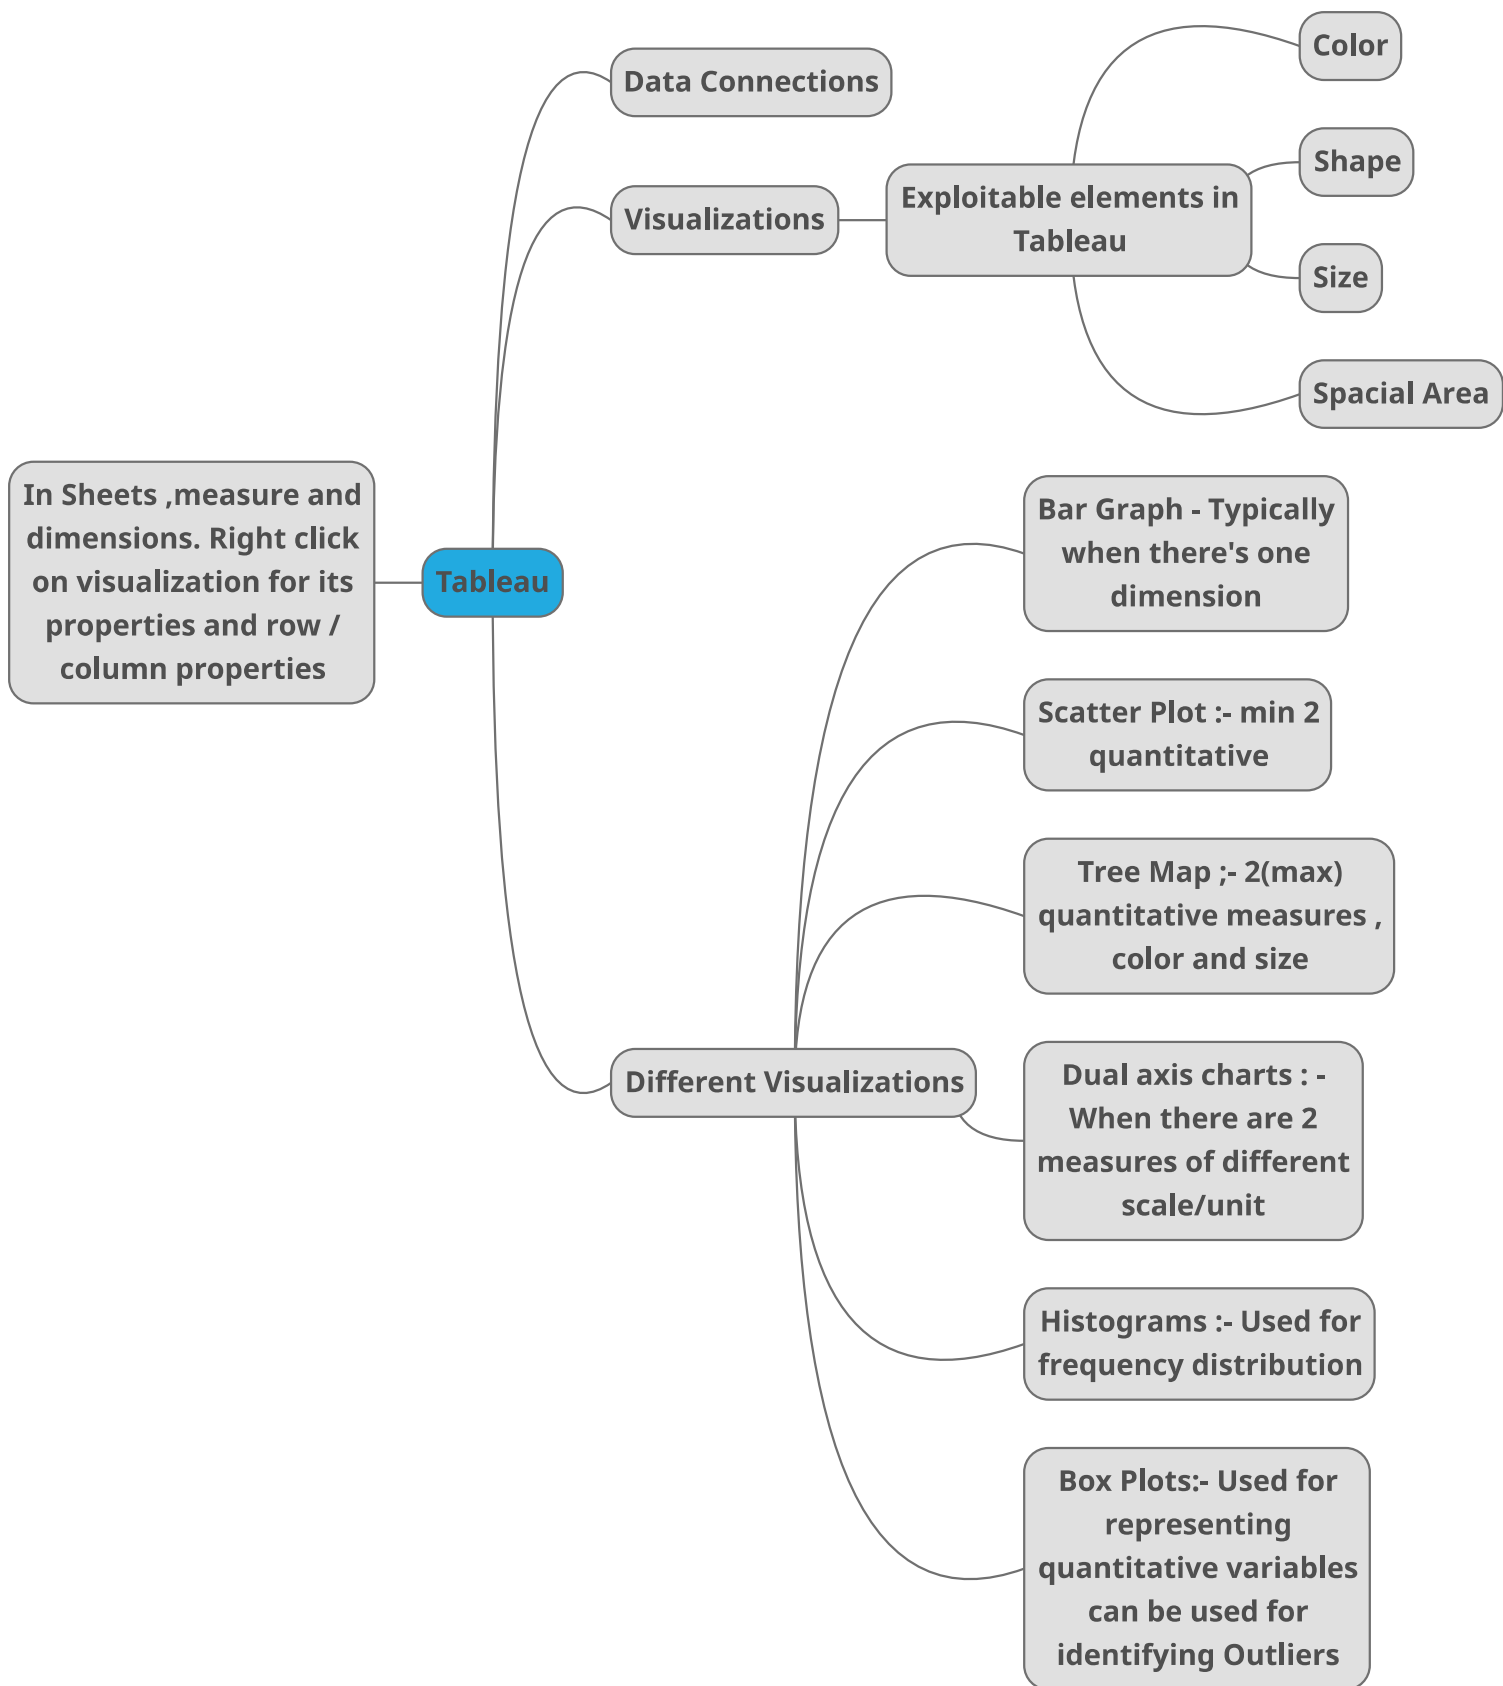 Color
Data Connections
Shape
Visualizations
Exploitable elements in
Tableau
Size
Spacial Area
In Sheets ,measure and
dimensions. Right click
on visualization for its
properties and row /
column properties
Tableau
Bar Graph - Typically
when there's one
dimension
Scatter Plot :- min 2
quantitative
Tree Map ;- 2(max)
quantitative measures ,
color and size
Different Visualizations
Dual axis charts : -
When there are 2
measures of different
scale/unit
Histograms :- Used for
frequency distribution
Box Plots:- Used for
representing
quantitative variables
can be used for
identifying Outliers